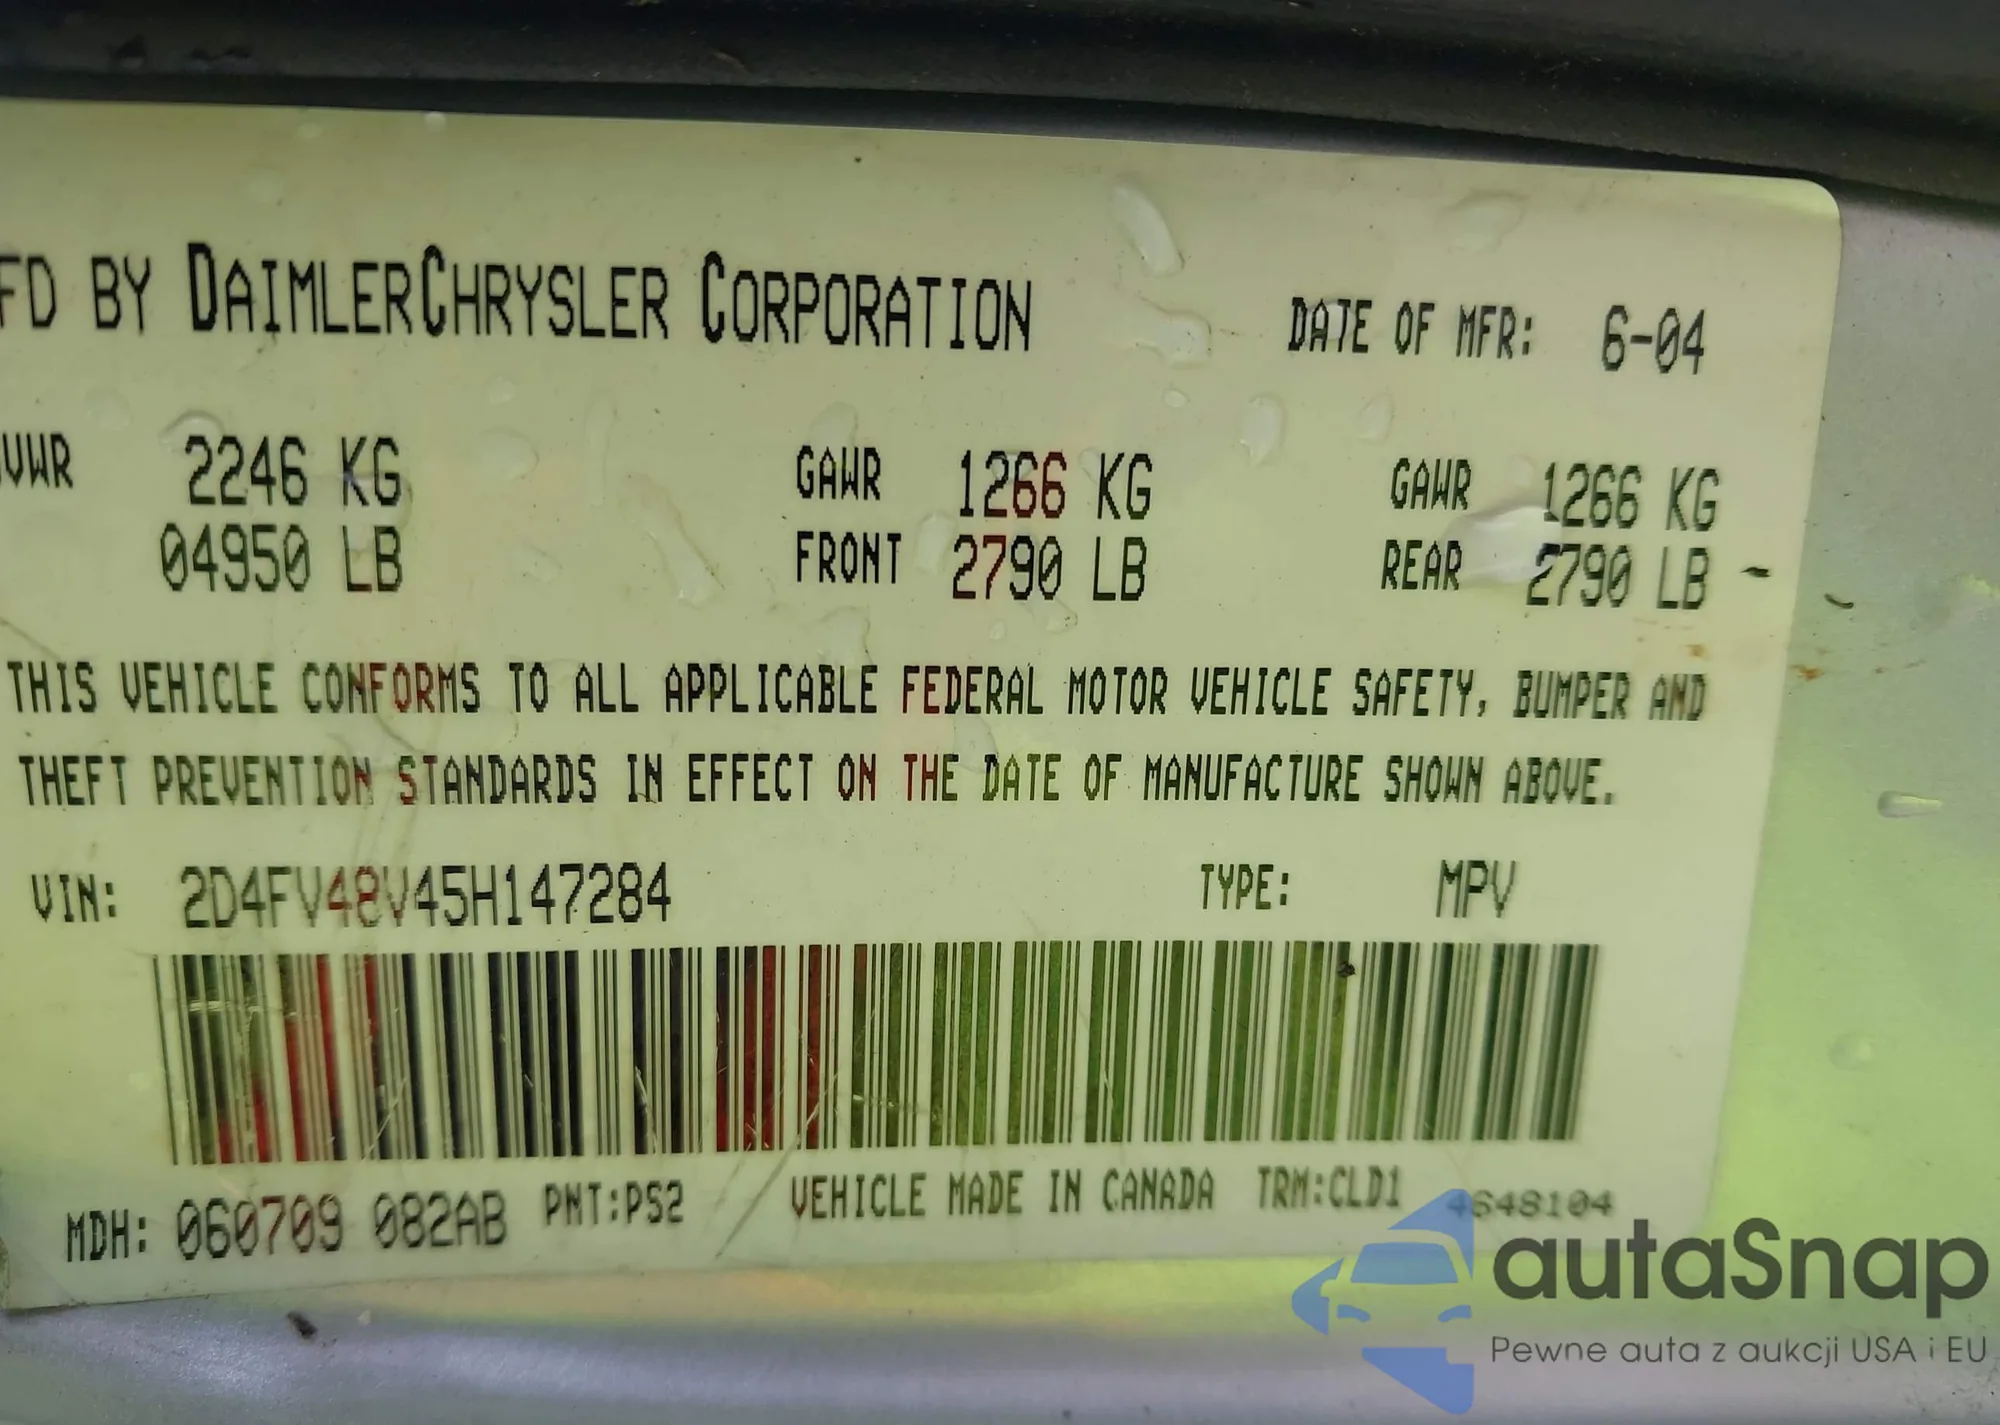 FD BY DAIMLERCHRYSLER CORPORATION DATE OF MFR: 6-04
VWR 2246 KG GAWR 1266 KG GAWR 1266 KG
04950 LB FRONT 2790 LB REAR 2790 LB
THIS VEHICLE CONFORMS TO ALL APPLICABLE FEDERAL MOTOR VEHICLE SAFETY, BUMPER AND
THEFT PREVENTION STANDARDS IN EFFECT ON THE DATE OF MANUFACTURE SHOWN ABOVE.
VIN: 2D4FV48V45H147284 TYPE: MPV
MDH: 060709 082AB PNT:PS2 VEHICLE MADE IN CANADA TRM:CLD1 4648104
autaSnap
Pewne auta z aukcji USA i EU